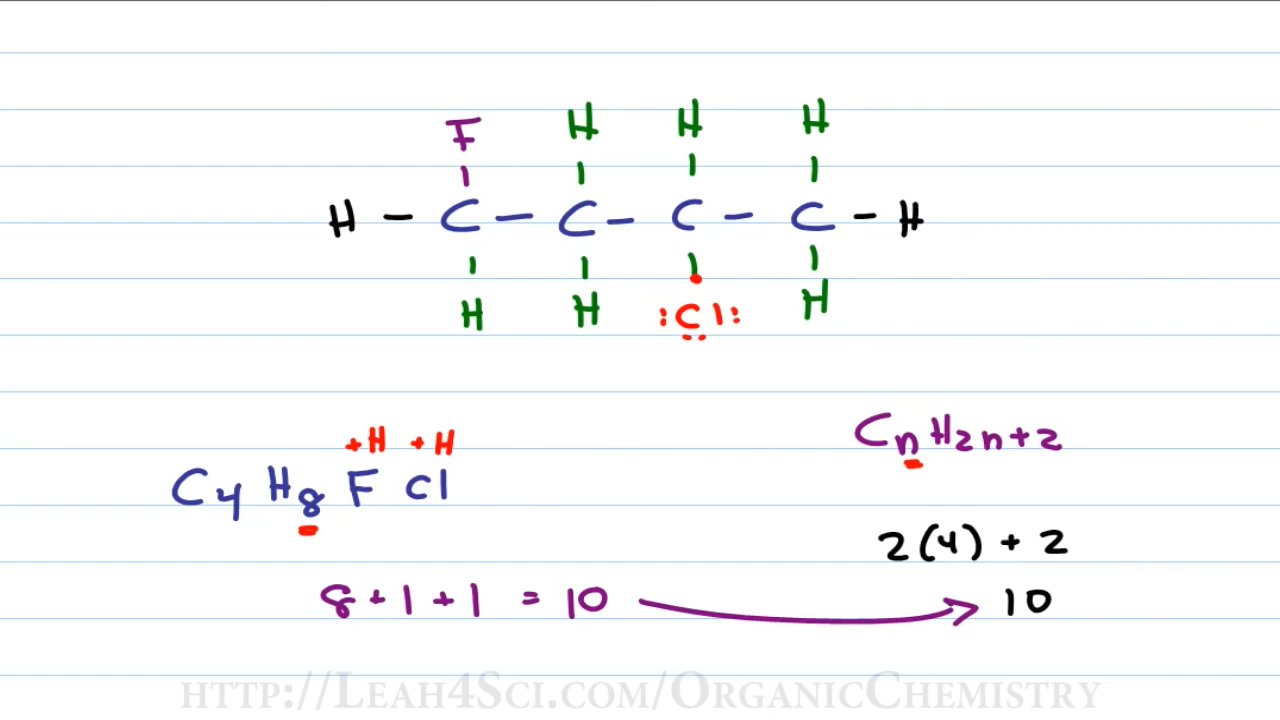 F H H H
H - C - C - C - C - H
H H :Cl: H
+H +H
C4 H8 F Cl
CnH2n+2
2(4) + 2
8 + 1 + 1 = 10 → 10
HTTP://LEAH4SCI.COM/ORGANICCHEMISTRY